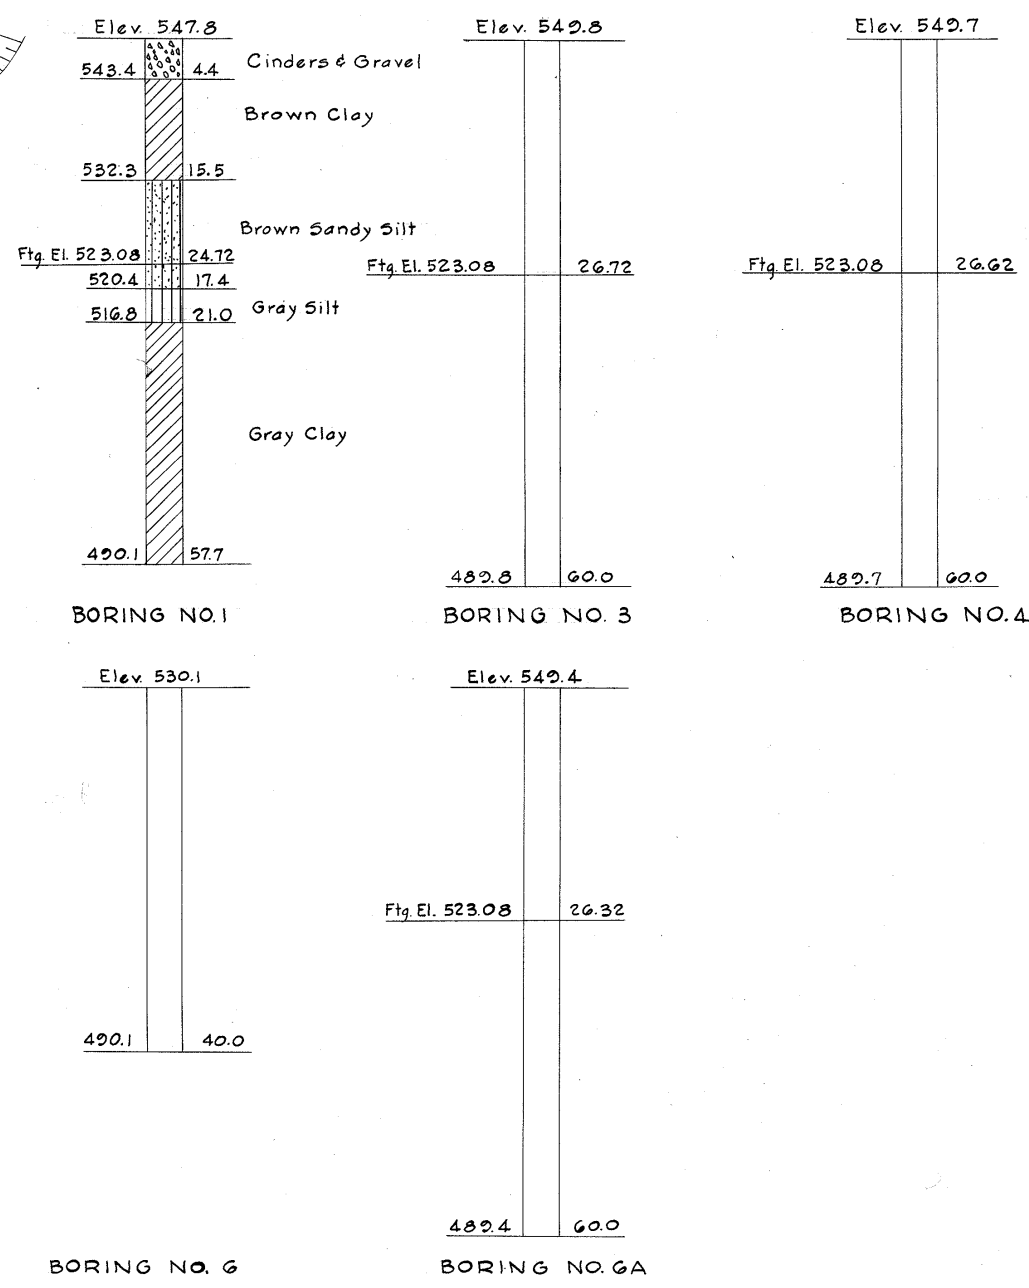 Elev. 547.8
543.4 4.4 Cinders & Gravel
Brown Clay
532.3 15.5
Brown Sandy Silt
Ftg. El. 523.08 24.72
520.4 17.4
516.8 21.0 Gray Silt
Gray Clay
490.1 57.7
BORING NO. 1
Elev. 549.8
Ftg. El. 523.08 26.72
489.8 60.0
BORING NO. 3
Elev. 549.7
Ftg. El. 523.08 26.62
489.7 60.0
BORING NO. 4
Elev. 530.1
490.1 40.0
BORING NO. 6
Elev. 549.4
Ftg. El. 523.08 26.32
489.4 60.0
BORING NO. 6A